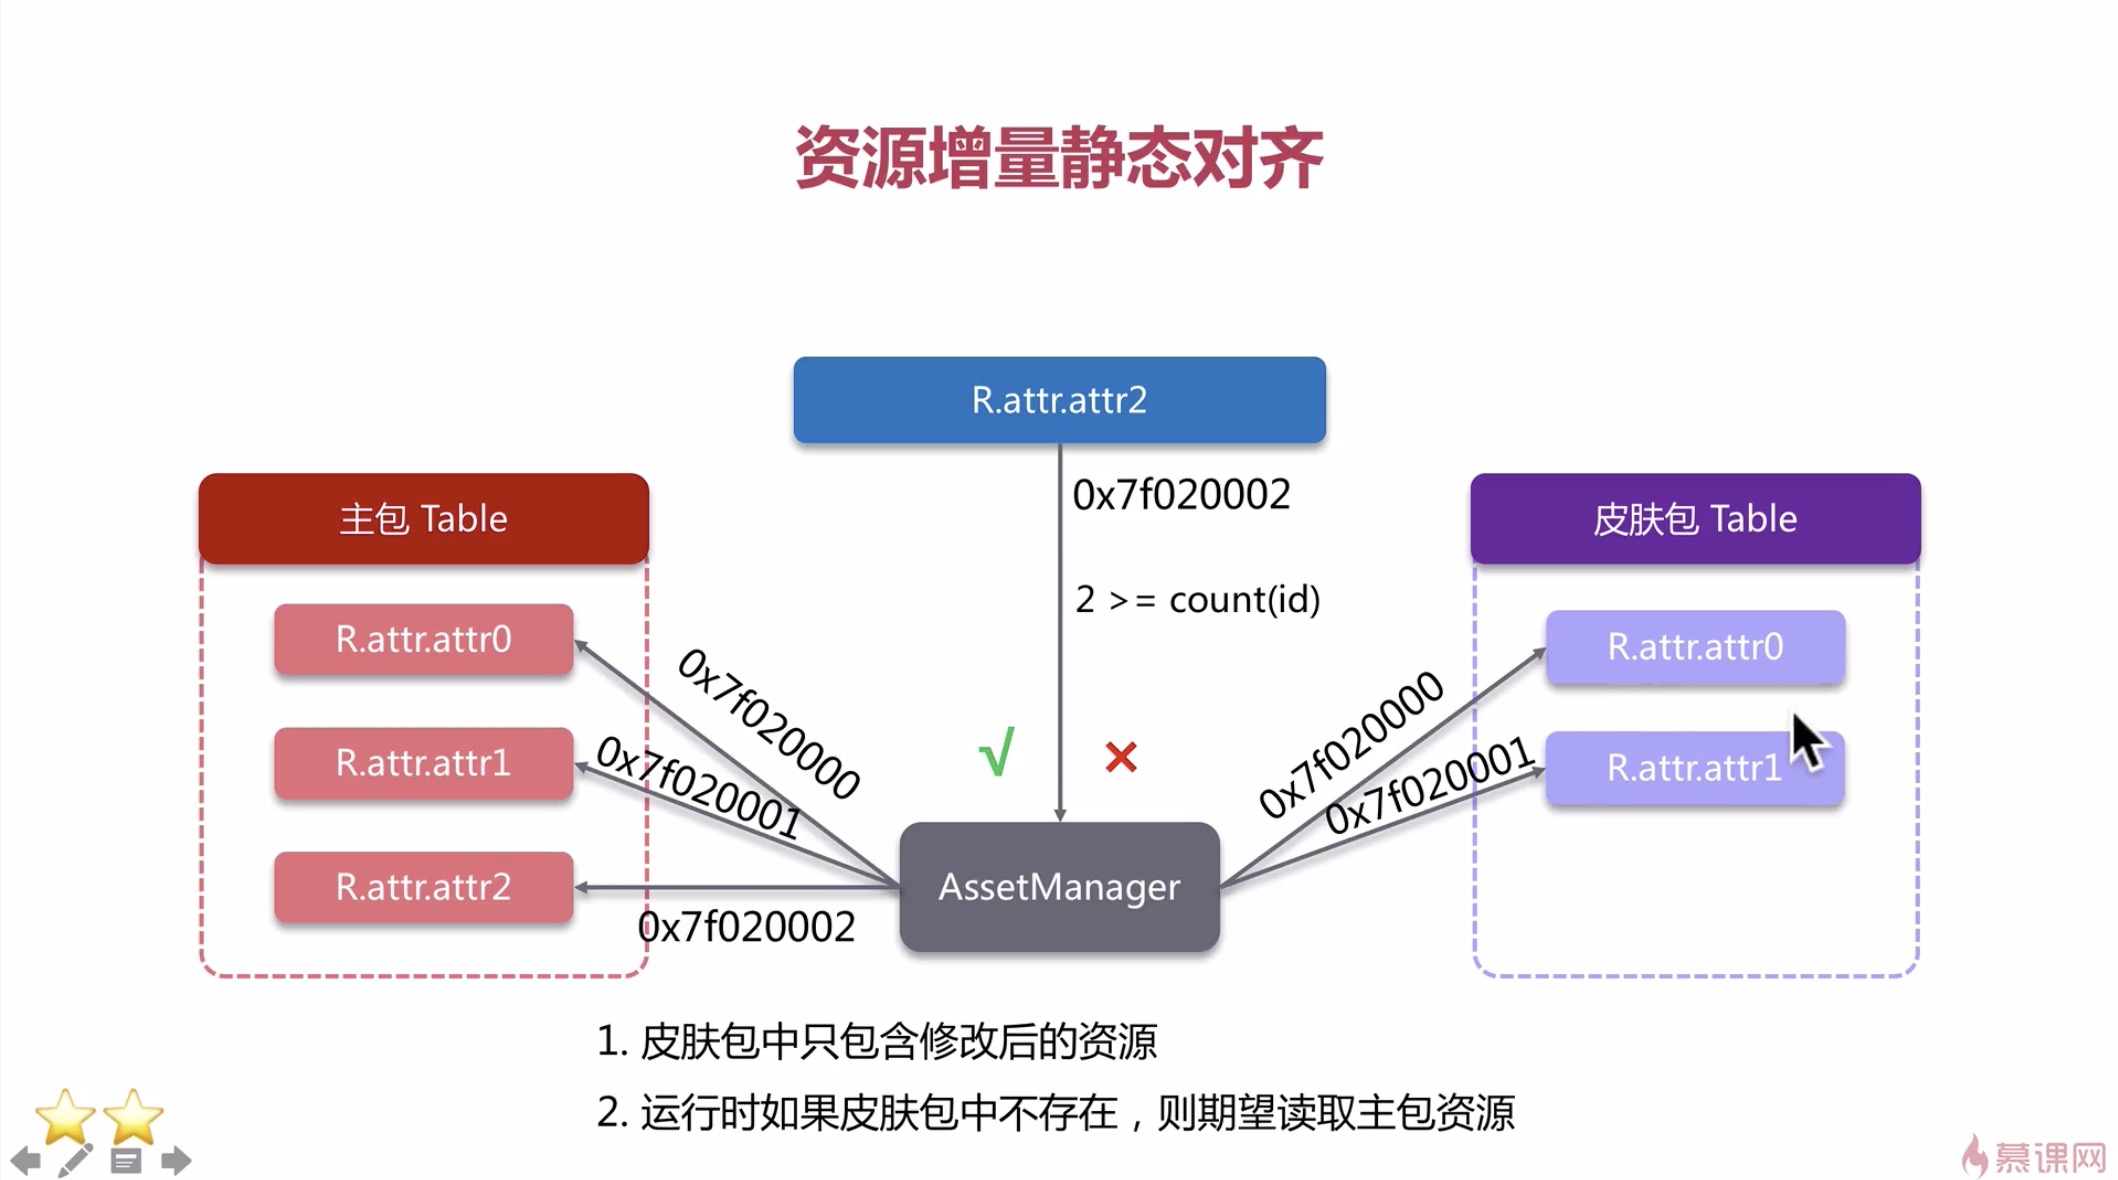 资源增量静态对齐
R.attr.attr2
0x7f020002
2 >= count(id)
主包 Table
R.attr.attr0
R.attr.attr1
R.attr.attr2
0x7f020000
0x7f020001
0x7f020002
√
×
AssetManager
0x7f020000
0x7f020001
皮肤包 Table
R.attr.attr0
R.attr.attr1
1. 皮肤包中只包含修改后的资源
2. 运行时如果皮肤包中不存在，则期望读取主包资源
慕课网